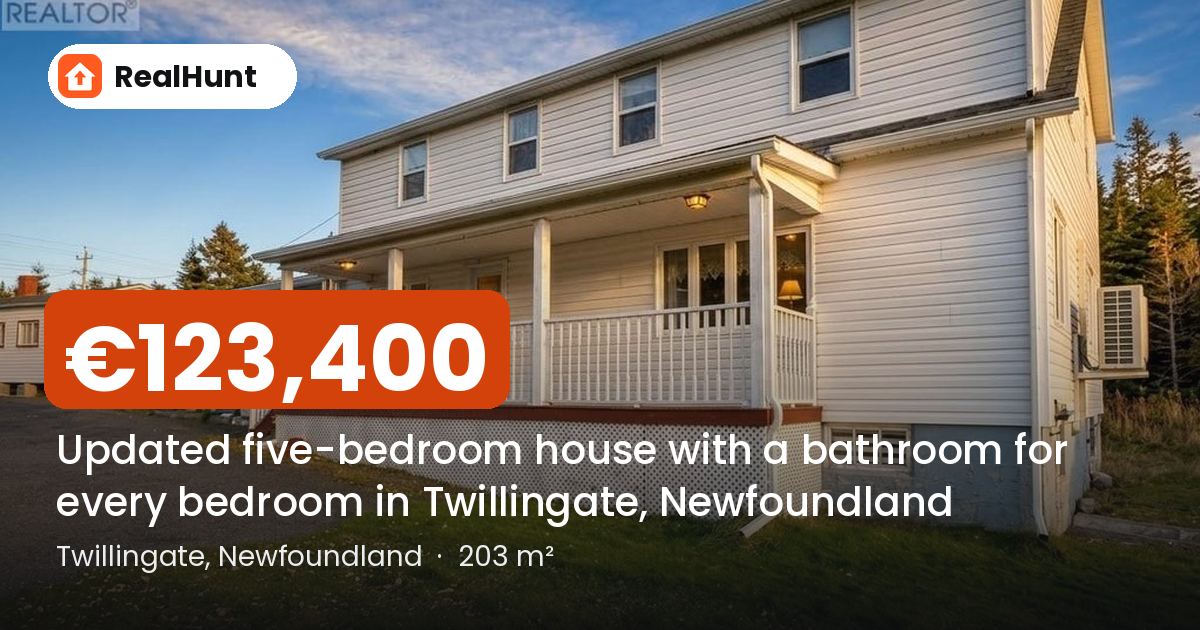 REALTOR®
RealHunt
€123,400
Updated five-bedroom house with a bathroom for
every bedroom in Twillingate, Newfoundland
Twillingate, Newfoundland · 203 m²